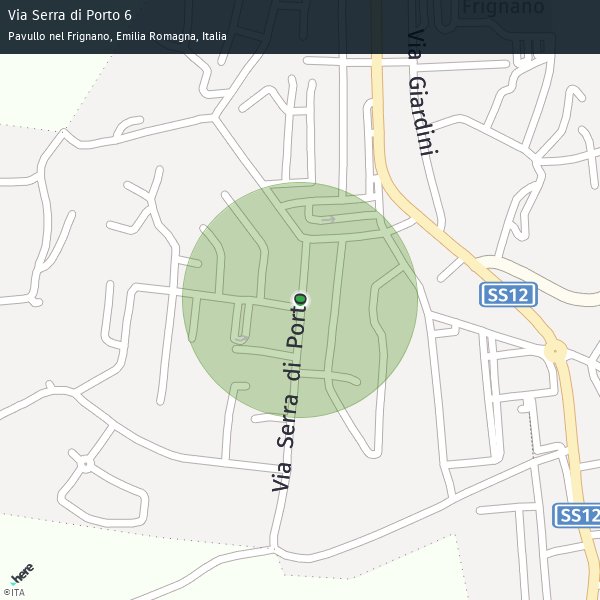 Via Serra di Porto 6
Pavullo nel Frignano, Emilia Romagna, Italia
Frignano
Via Giardini
SS12
Via Serra di Porto
SS12
here
©ITA